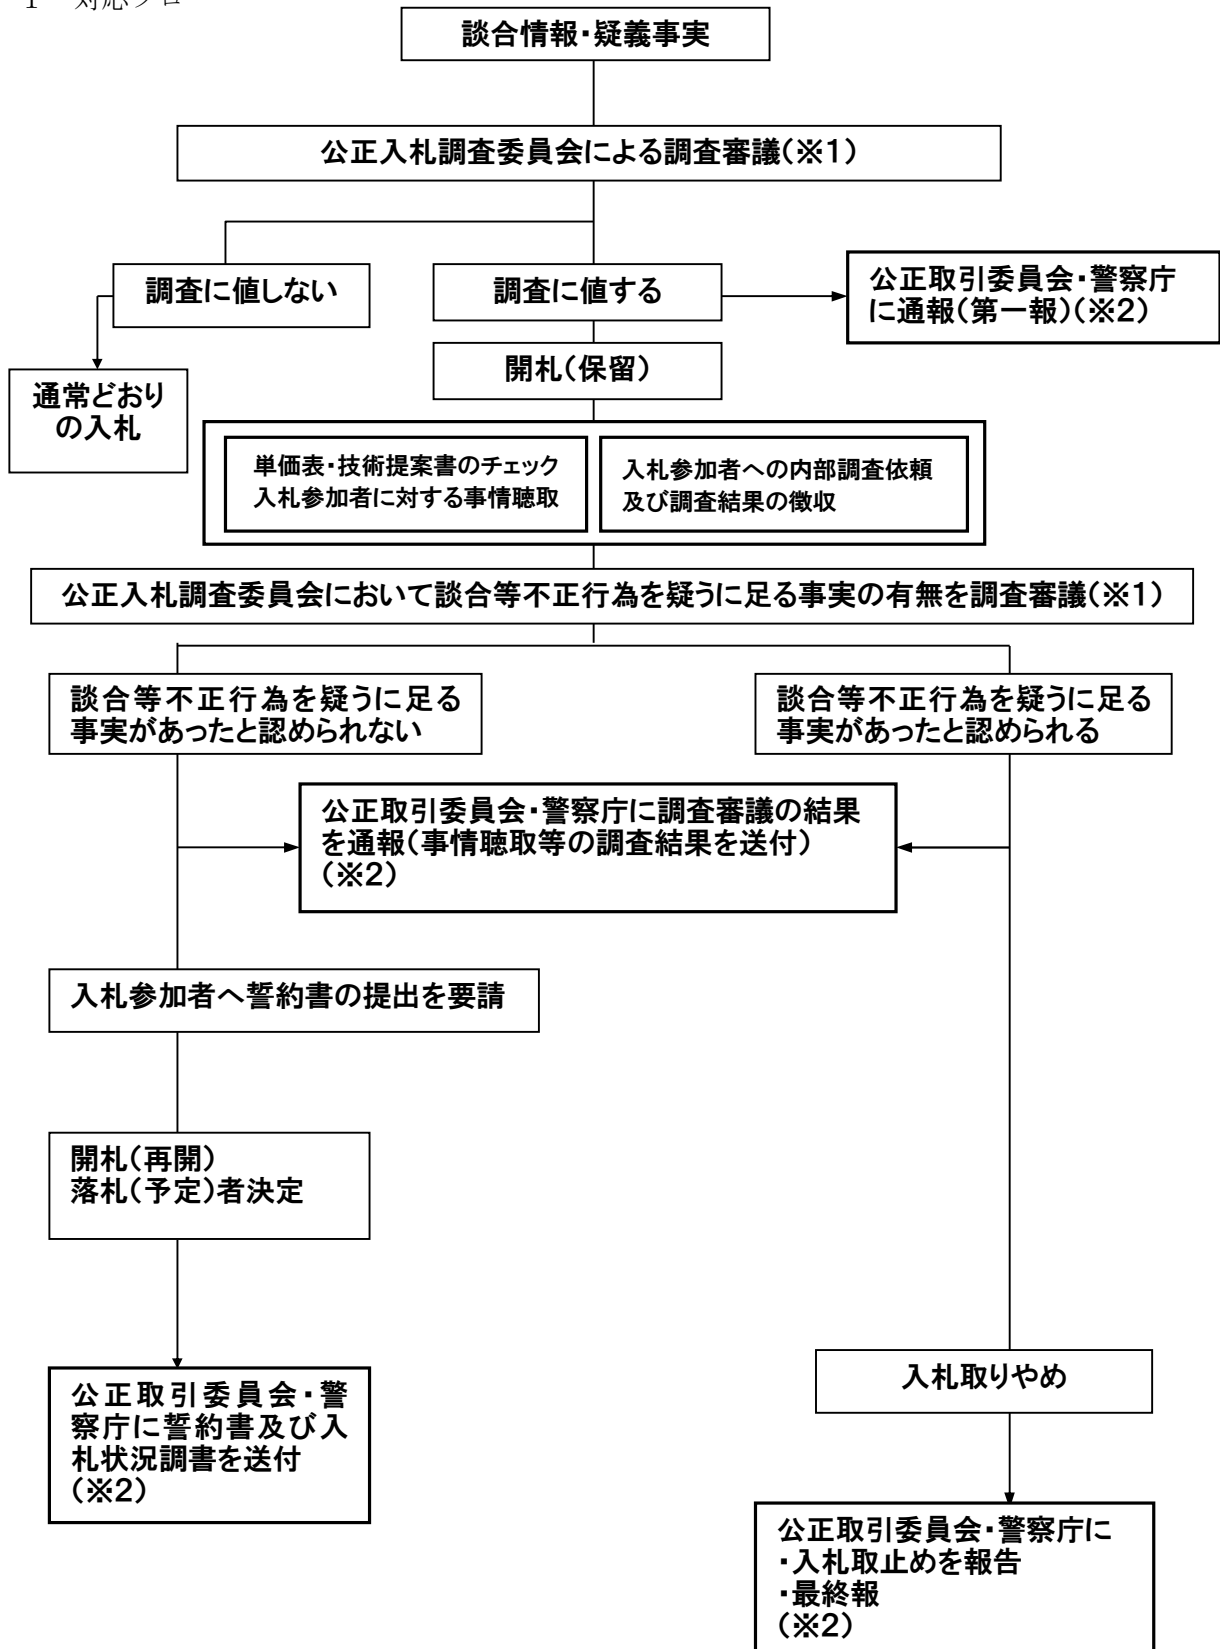 1 対応フロー
談合情報・疑義事実
公正入札調査委員会による調査審議(※1)
調査に値しない
調査に値する
公正取引委員会・警察庁
に通報(第一報)(※2)
通常どおり
の入札
開札(保留)
単価表・技術提案書のチェック
入札参加者に対する事情聴取
入札参加者への内部調査依頼
及び調査結果の徴収
公正入札調査委員会において談合等不正行為を疑うに足る事実の有無を調査審議(※1)
談合等不正行為を疑うに足る
事実があったと認められない
談合等不正行為を疑うに足る
事実があったと認められる
公正取引委員会・警察庁に調査審議の結果
を通報(事情聴取等の調査結果を送付)
(※2)
入札参加者へ誓約書の提出を要請
開札(再開)
落札(予定)者決定
公正取引委員会・警
察庁に誓約書及び入
札状況調書を送付
(※2)
入札取りやめ
公正取引委員会・警察庁に
・入札取止めを報告
・最終報
(※2)